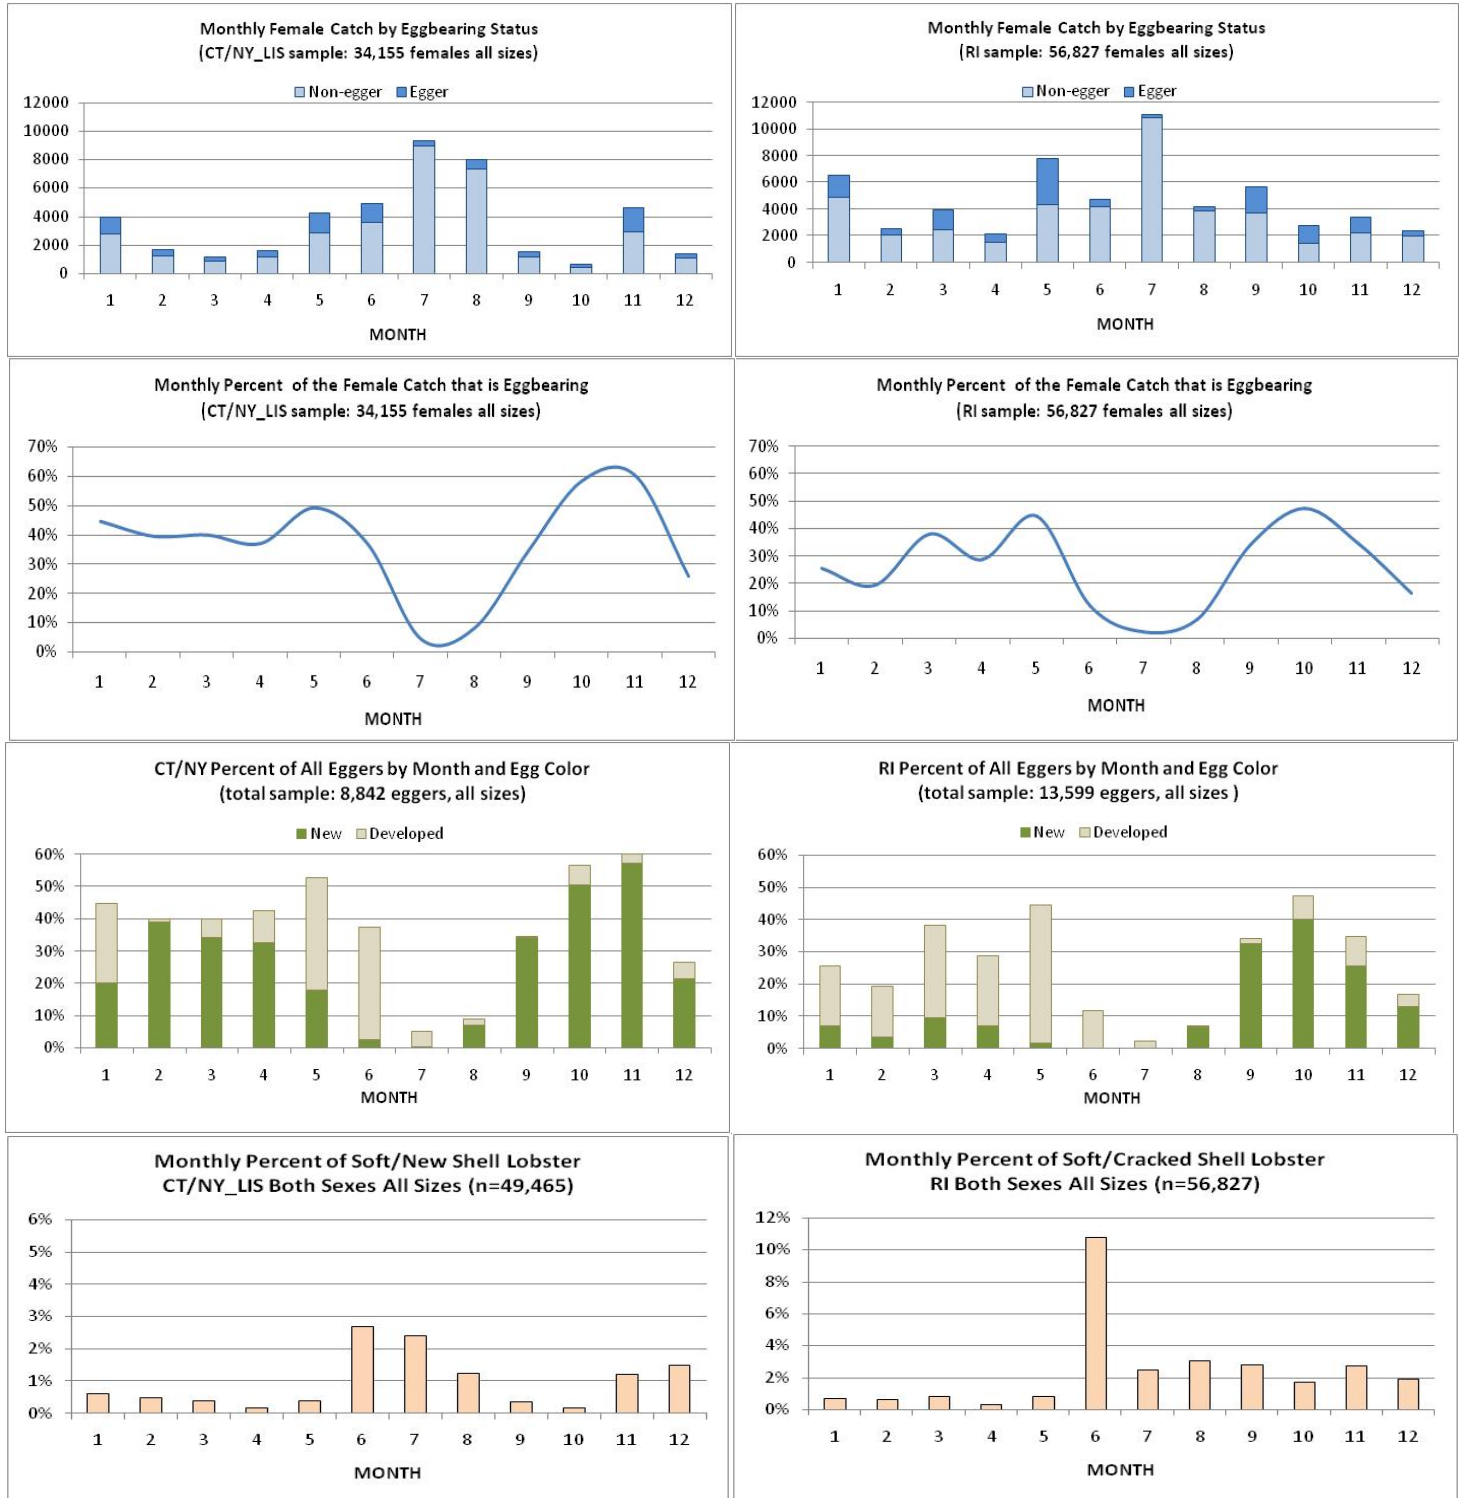 Monthly Female Catch by Eggbearing Status
(CT/NY_LIS sample: 34,155 females all sizes)
Non-egger Egger
12000
10000
8000
6000
4000
2000
0
1 2 3 4 5 6 7 8 9 10 11 12
MONTH
Monthly Female Catch by Eggbearing Status
(RI sample: 56,827 females all sizes)
Non-egger Egger
12000
10000
8000
6000
4000
2000
0
1 2 3 4 5 6 7 8 9 10 11 12
MONTH
Monthly Percent of the Female Catch that is Eggbearing
(CT/NY_LIS sample: 34,155 females all sizes)
70%
60%
50%
40%
30%
20%
10%
0%
1 2 3 4 5 6 7 8 9 10 11 12
MONTH
Monthly Percent of the Female Catch that is Eggbearing
(RI sample: 56,827 females all sizes)
70%
60%
50%
40%
30%
20%
10%
0%
1 2 3 4 5 6 7 8 9 10 11 12
MONTH
CT/NY Percent of All Eggers by Month and Egg Color
(total sample: 8,842 eggers, all sizes)
New Developed
60%
50%
40%
30%
20%
10%
0%
1 2 3 4 5 6 7 8 9 10 11 12
MONTH
RI Percent of All Eggers by Month and Egg Color
(total sample: 13,599 eggers, all sizes )
New Developed
60%
50%
40%
30%
20%
10%
0%
1 2 3 4 5 6 7 8 9 10 11 12
MONTH
Monthly Percent of Soft/New Shell Lobster
CT/NY_LIS Both Sexes All Sizes (n=49,465)
6%
5%
4%
3%
2%
1%
0%
1 2 3 4 5 6 7 8 9 10 11 12
MONTH
Monthly Percent of Soft/Cracked Shell Lobster
RI Both Sexes All Sizes (n=56,827)
12%
10%
8%
6%
4%
2%
0%
1 2 3 4 5 6 7 8 9 10 11 12
MONTH